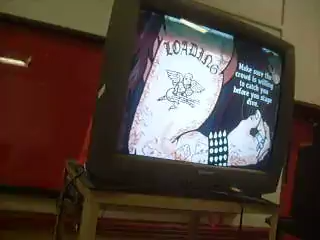 LOADING
Make sure the
crowd is willing
to catch you
before you stage
dive.